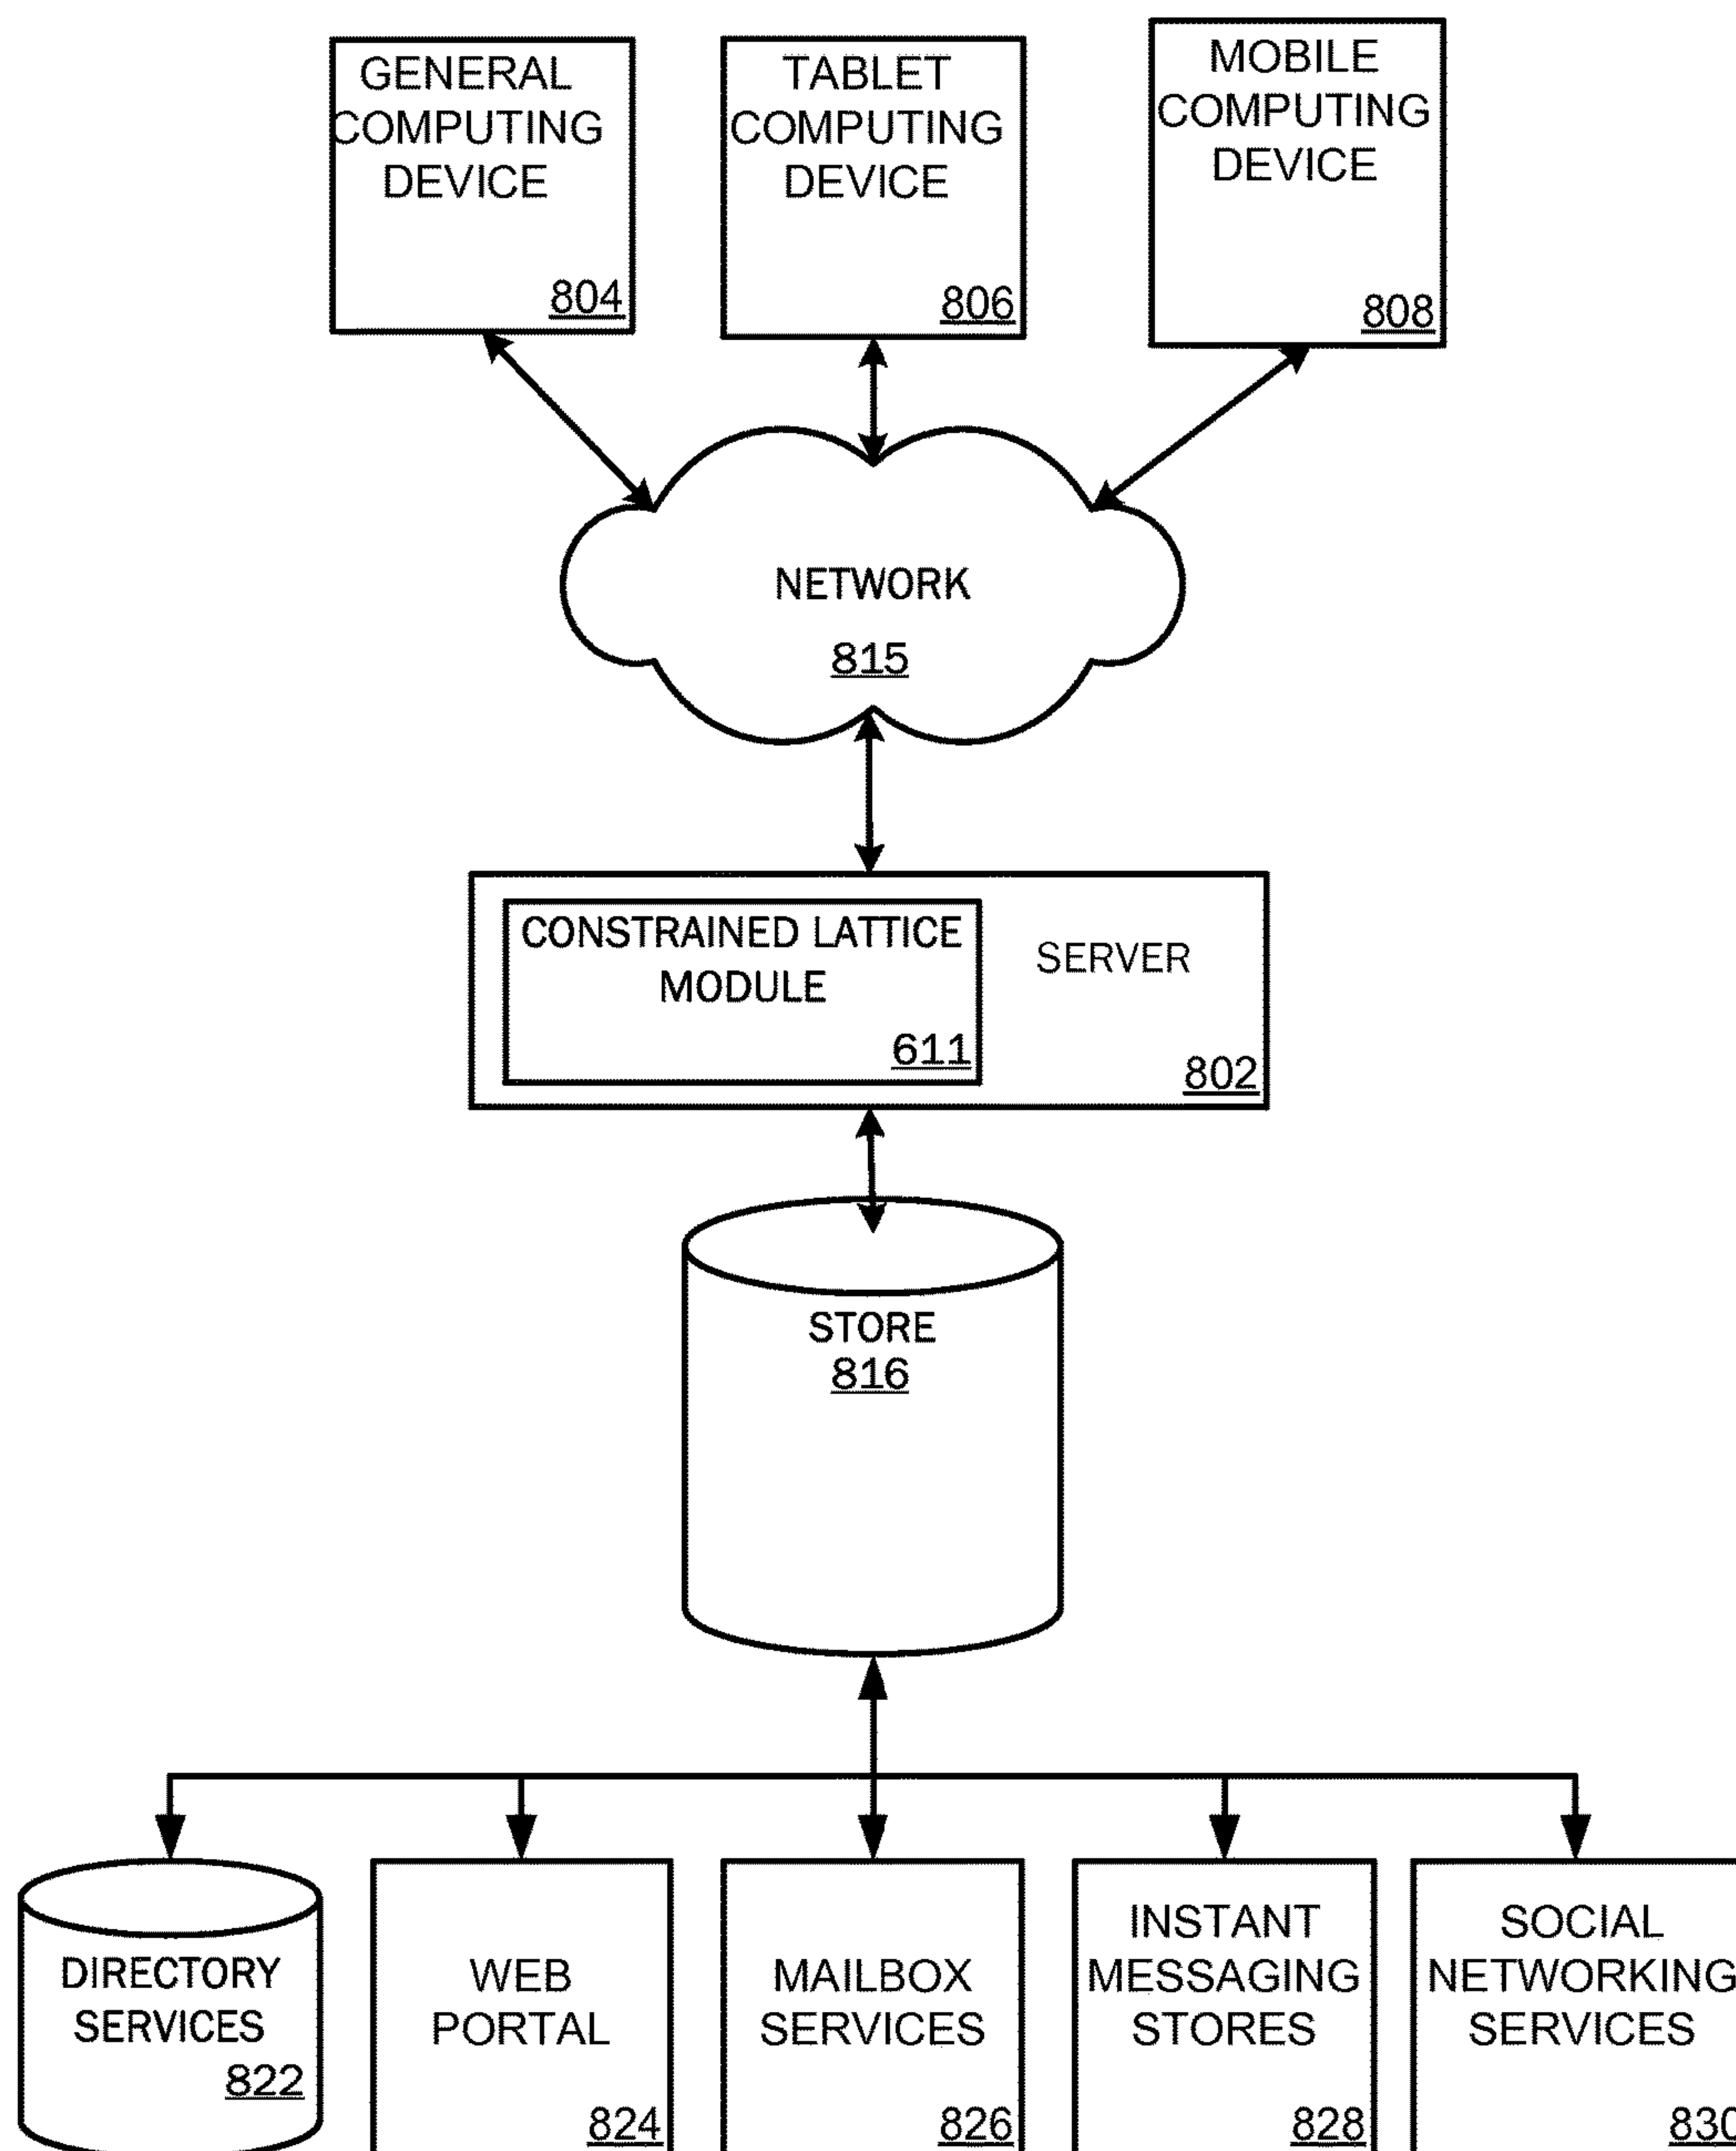 GENERAL
COMPUTING
DEVICE
804
TABLET
COMPUTING
DEVICE
806
MOBILE
COMPUTING
DEVICE
808
NETWORK
815
CONSTRAINED LATTICE
MODULE
611
SERVER
802
STORE
816
DIRECTORY
SERVICES
822
WEB
PORTAL
824
MAILBOX
SERVICES
826
INSTANT
MESSAGING
STORES
828
SOCIAL
NETWORKING
SERVICES
830